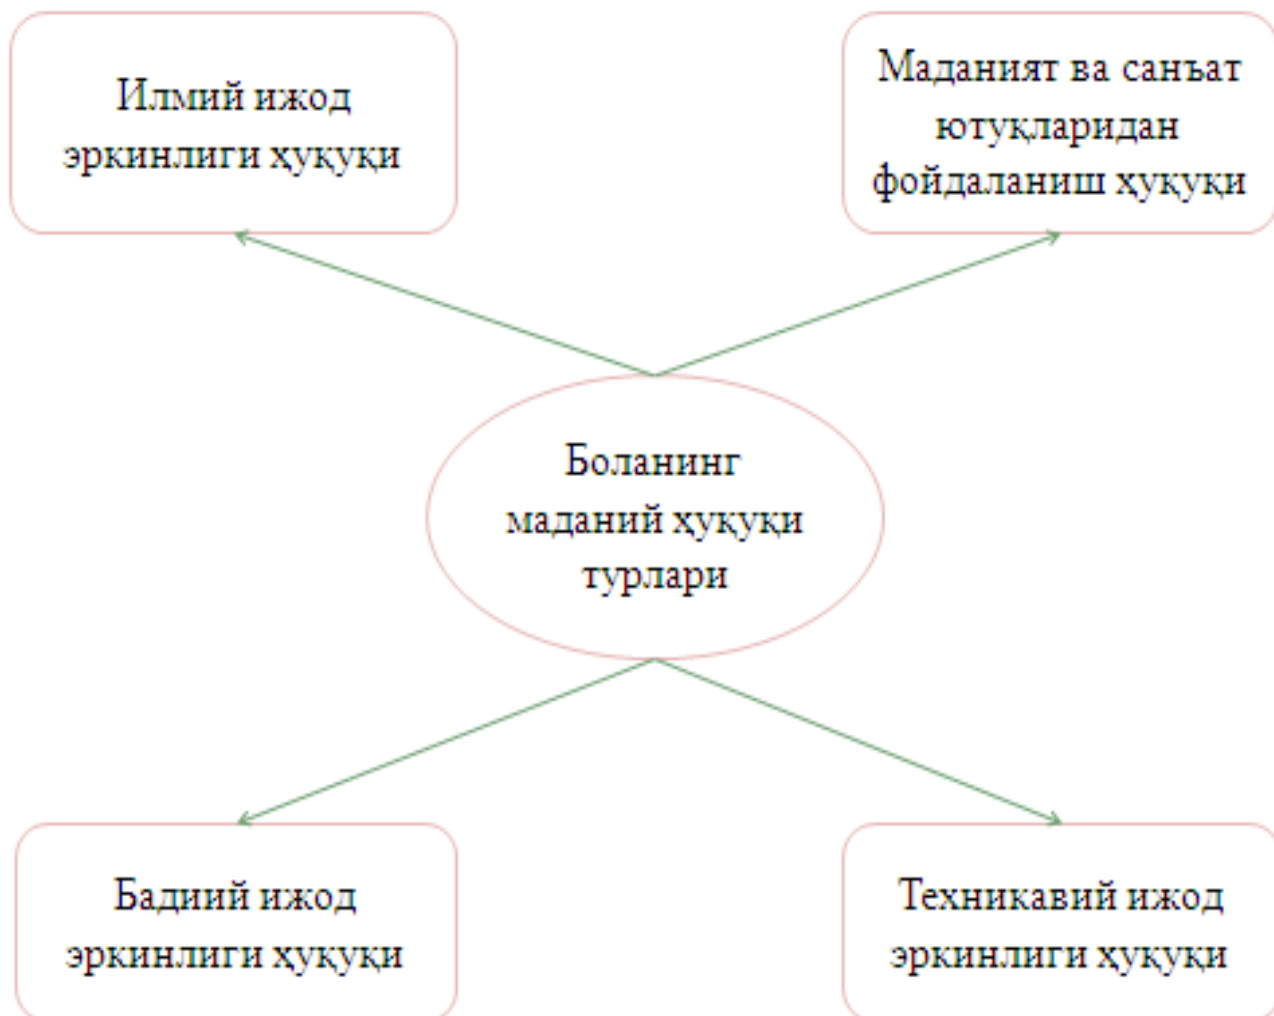 Илмий ижод
эркинлиги ҳуқуқи
Маданият ва санъат
ютуқларидан
фойдаланиш ҳуқуқи
Боланинг
маданий ҳуқуқи
турлари
Бадиий ижод
эркинлиги ҳуқуқи
Техникавий ижод
эркинлиги ҳуқуқи